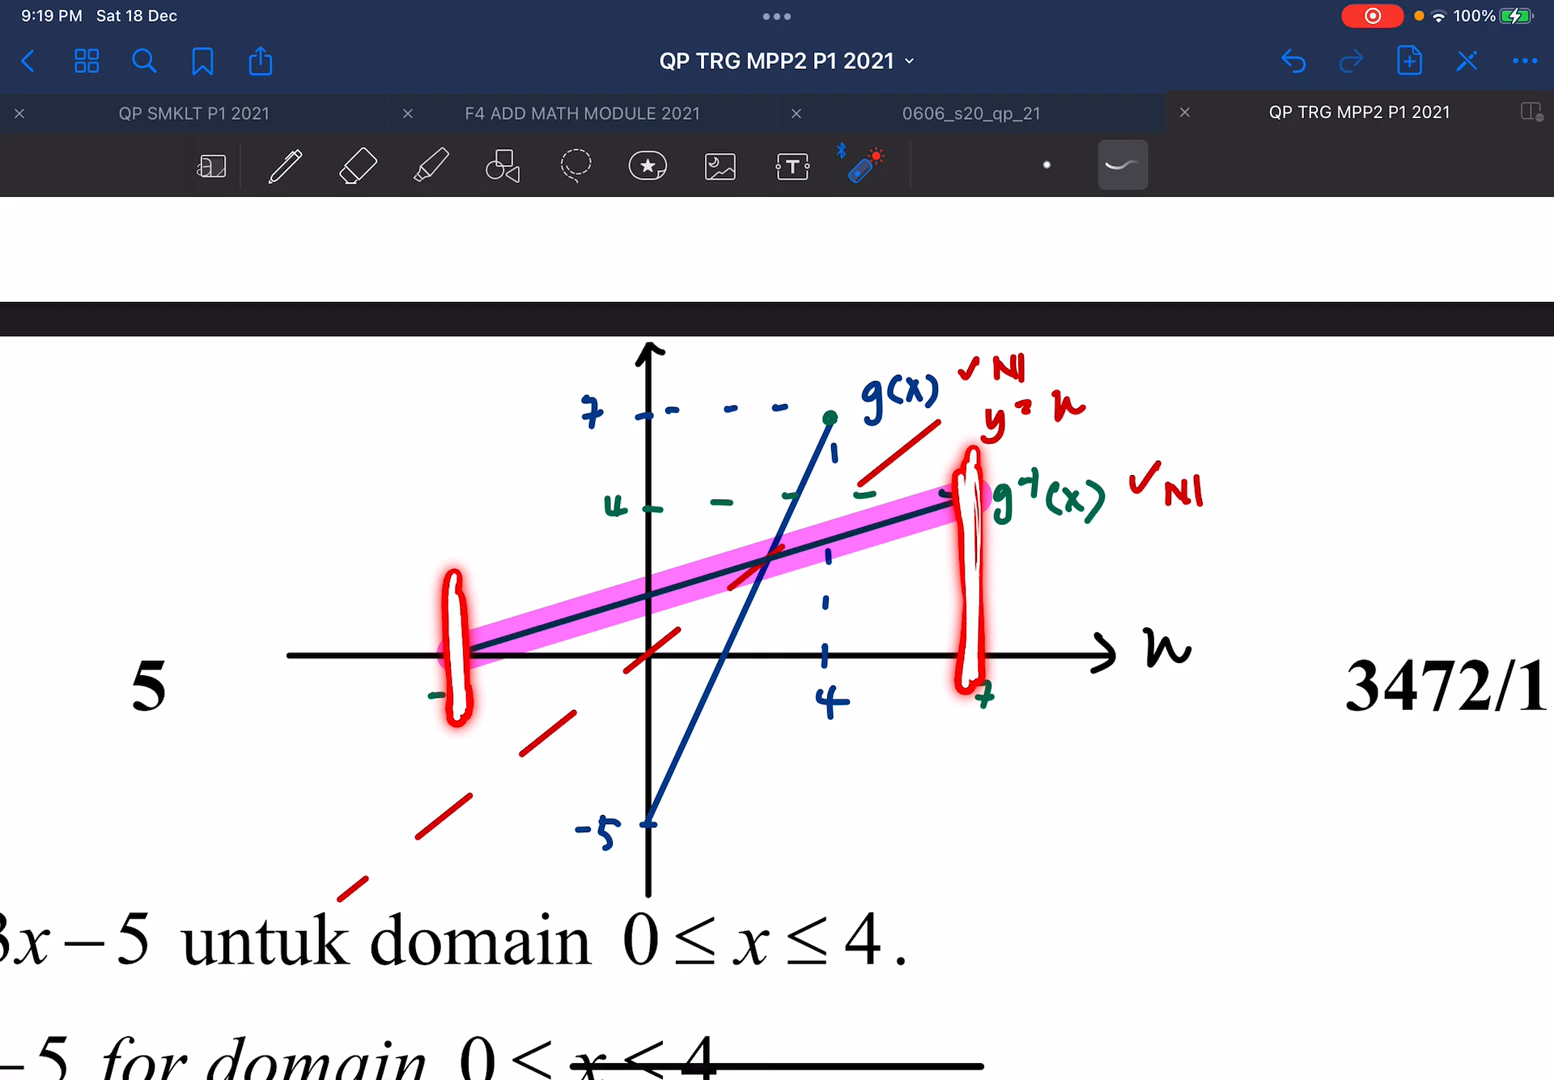 9:19 PM Sat 18 Dec
100%
QP TRG MPP2 P1 2021
QP SMKLT P1 2021
F4 ADD MATH MODULE 2021
0606_s20_qp_21
QP TRG MPP2 P1 2021
T
7
g(x) ✓ N1
y = x
4
g⁻¹(x) ✓ N1
x
5
3472/1
-
4
7
-5
3x – 5 untuk domain 0 ≤ x ≤ 4 .
– 5 for domain 0 ≤ x ≤ 4